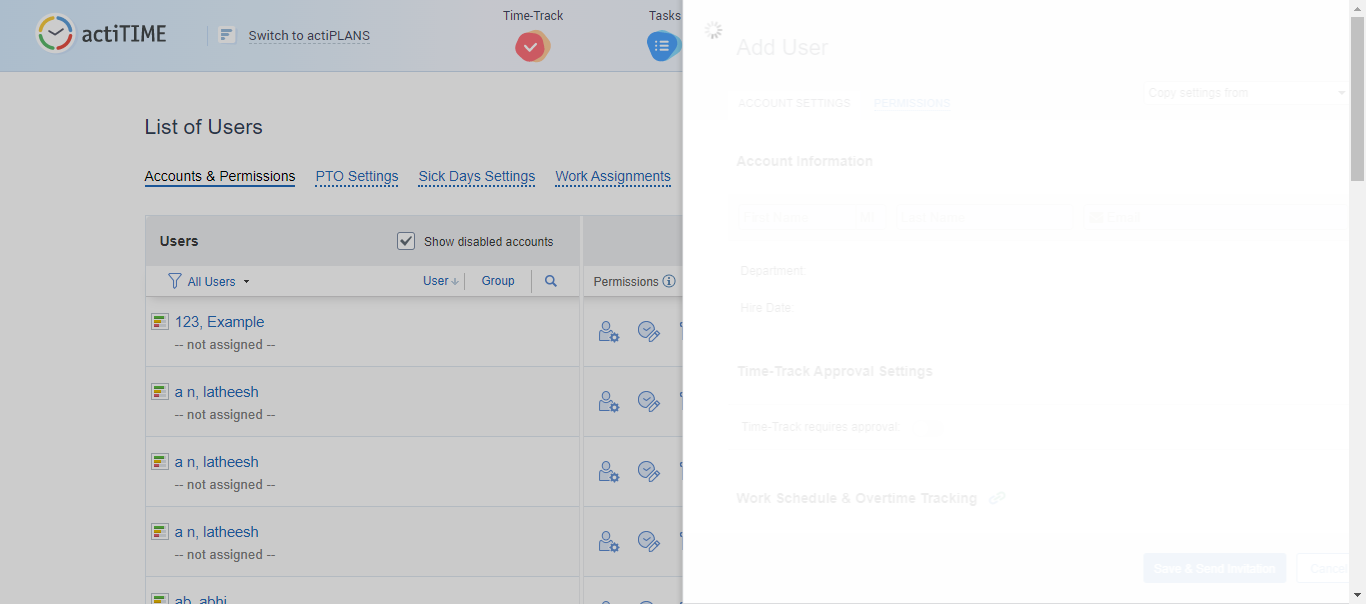 actiTIME
Switch to actiPLANS
Time-Track
Tasks
List of Users
Accounts & Permissions
PTO Settings
Sick Days Settings
Work Assignments
Users
Show disabled accounts
All Users
User
Group
Permissions
123, Example
-- not assigned --
a n, latheesh
-- not assigned --
a n, latheesh
-- not assigned --
a n, latheesh
-- not assigned --
ab, abhi
Add User
ACCOUNT SETTINGS
PERMISSIONS
Copy settings from
Account Information
First Name
Last Name
Email
Department:
Hire Date:
Time-Track Approval Settings
Time-Track requires approval:
Work Schedule & Overtime Tracking
Save & Send Invitation
Cancel